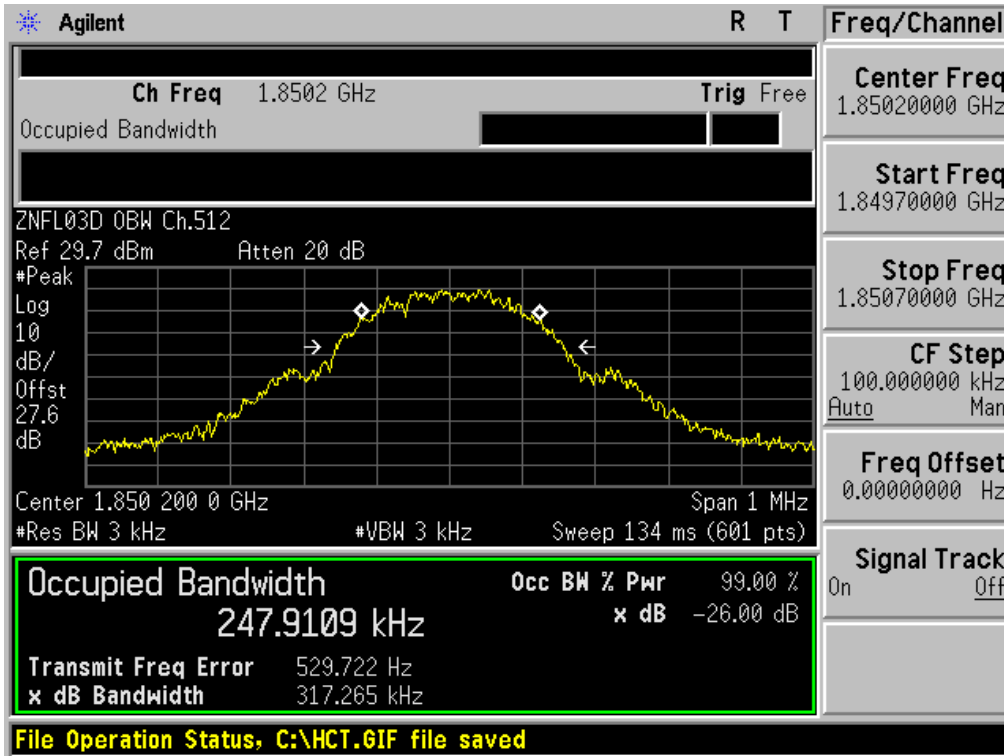 Agilent R T
Ch Freq 1.8502 GHz Trig Free
Occupied Bandwidth
ZNFL03D OBW Ch.512
Ref 29.7 dBm Atten 20 dB
#Peak
Log
10
dB/
Offst
27.6
dB
Center 1.850 200 0 GHz Span 1 MHz
#Res BW 3 kHz #VBW 3 kHz Sweep 134 ms (601 pts)
Occupied Bandwidth Occ BW % Pwr 99.00 %
247.9109 kHz x dB -26.00 dB
Transmit Freq Error 529.722 Hz
x dB Bandwidth 317.265 kHz
File Operation Status, C:\HCT.GIF file saved
Freq/Channel
Center Freq
1.85020000 GHz
Start Freq
1.84970000 GHz
Stop Freq
1.85070000 GHz
CF Step
100.000000 kHz
Auto Man
Freq Offset
0.00000000 Hz
Signal Track
On Off